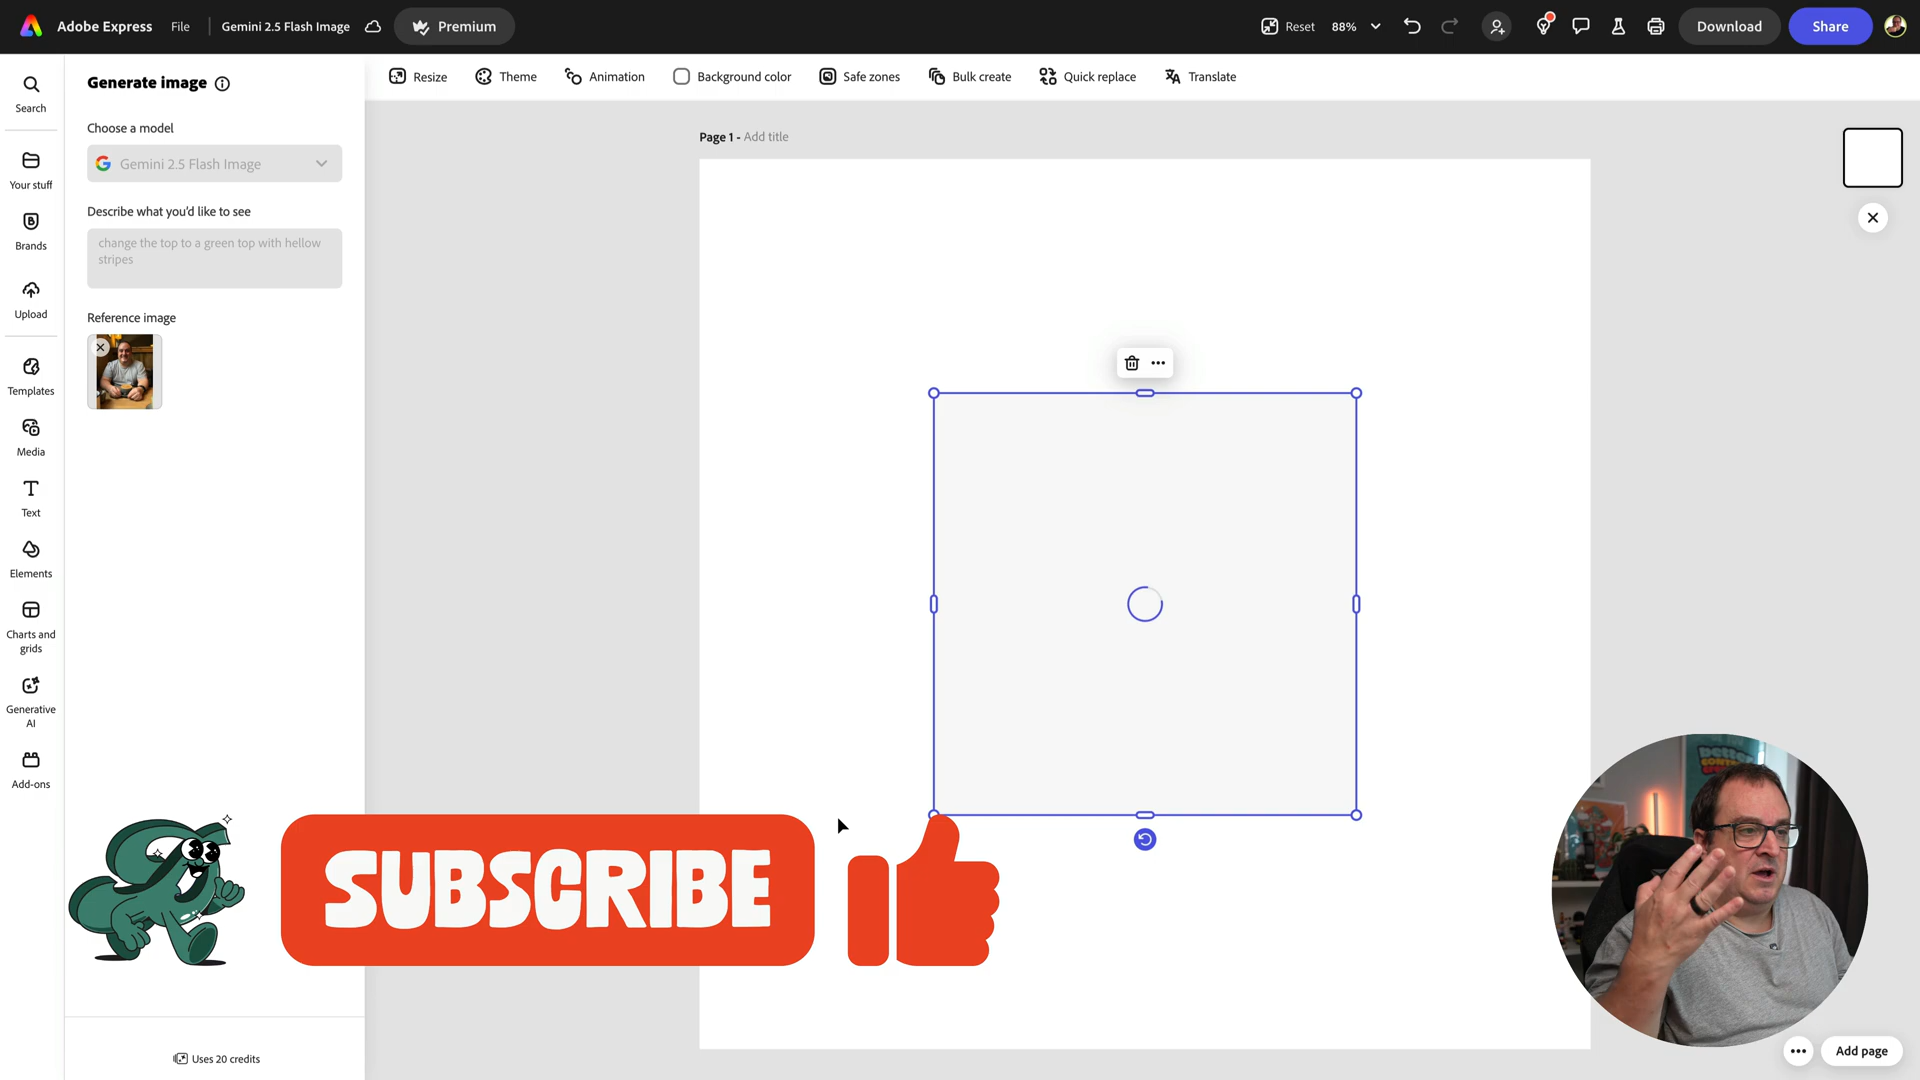 Adobe Express
File
Gemini 2.5 Flash Image
Premium
Reset
88%
Download
Share
Resize
Theme
Animation
Background color
Safe zones
Bulk create
Quick replace
Translate
Search
Your stuff
Brands
Upload
Templates
Media
Text
Elements
Charts and
grids
Generative
AI
Add-ons
Generate image
Choose a model
Gemini 2.5 Flash Image
Describe what you'd like to see
change the top to a green top with hellow
stripes
Reference image
Uses 20 credits
Page 1 - Add title
SUBSCRIBE
Better
Add page